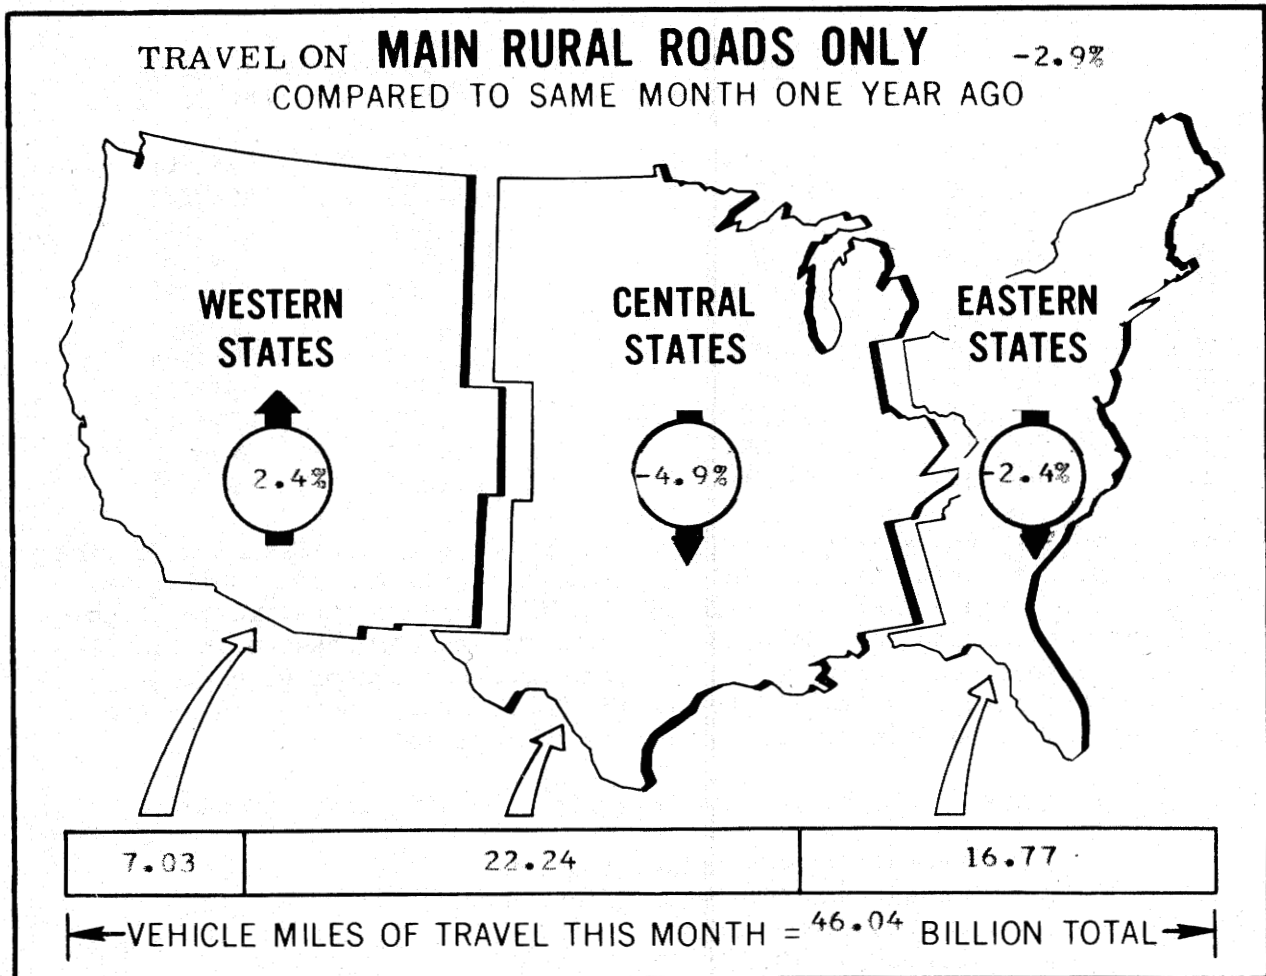 TRAVEL ON MAIN RURAL ROADS ONLY -2.9%
COMPARED TO SAME MONTH ONE YEAR AGO
WESTERN
STATES
2.4%
CENTRAL
STATES
-4.9%
EASTERN
STATES
-2.4%
7.03
22.24
16.77
VEHICLE MILES OF TRAVEL THIS MONTH = 46.04 BILLION TOTAL